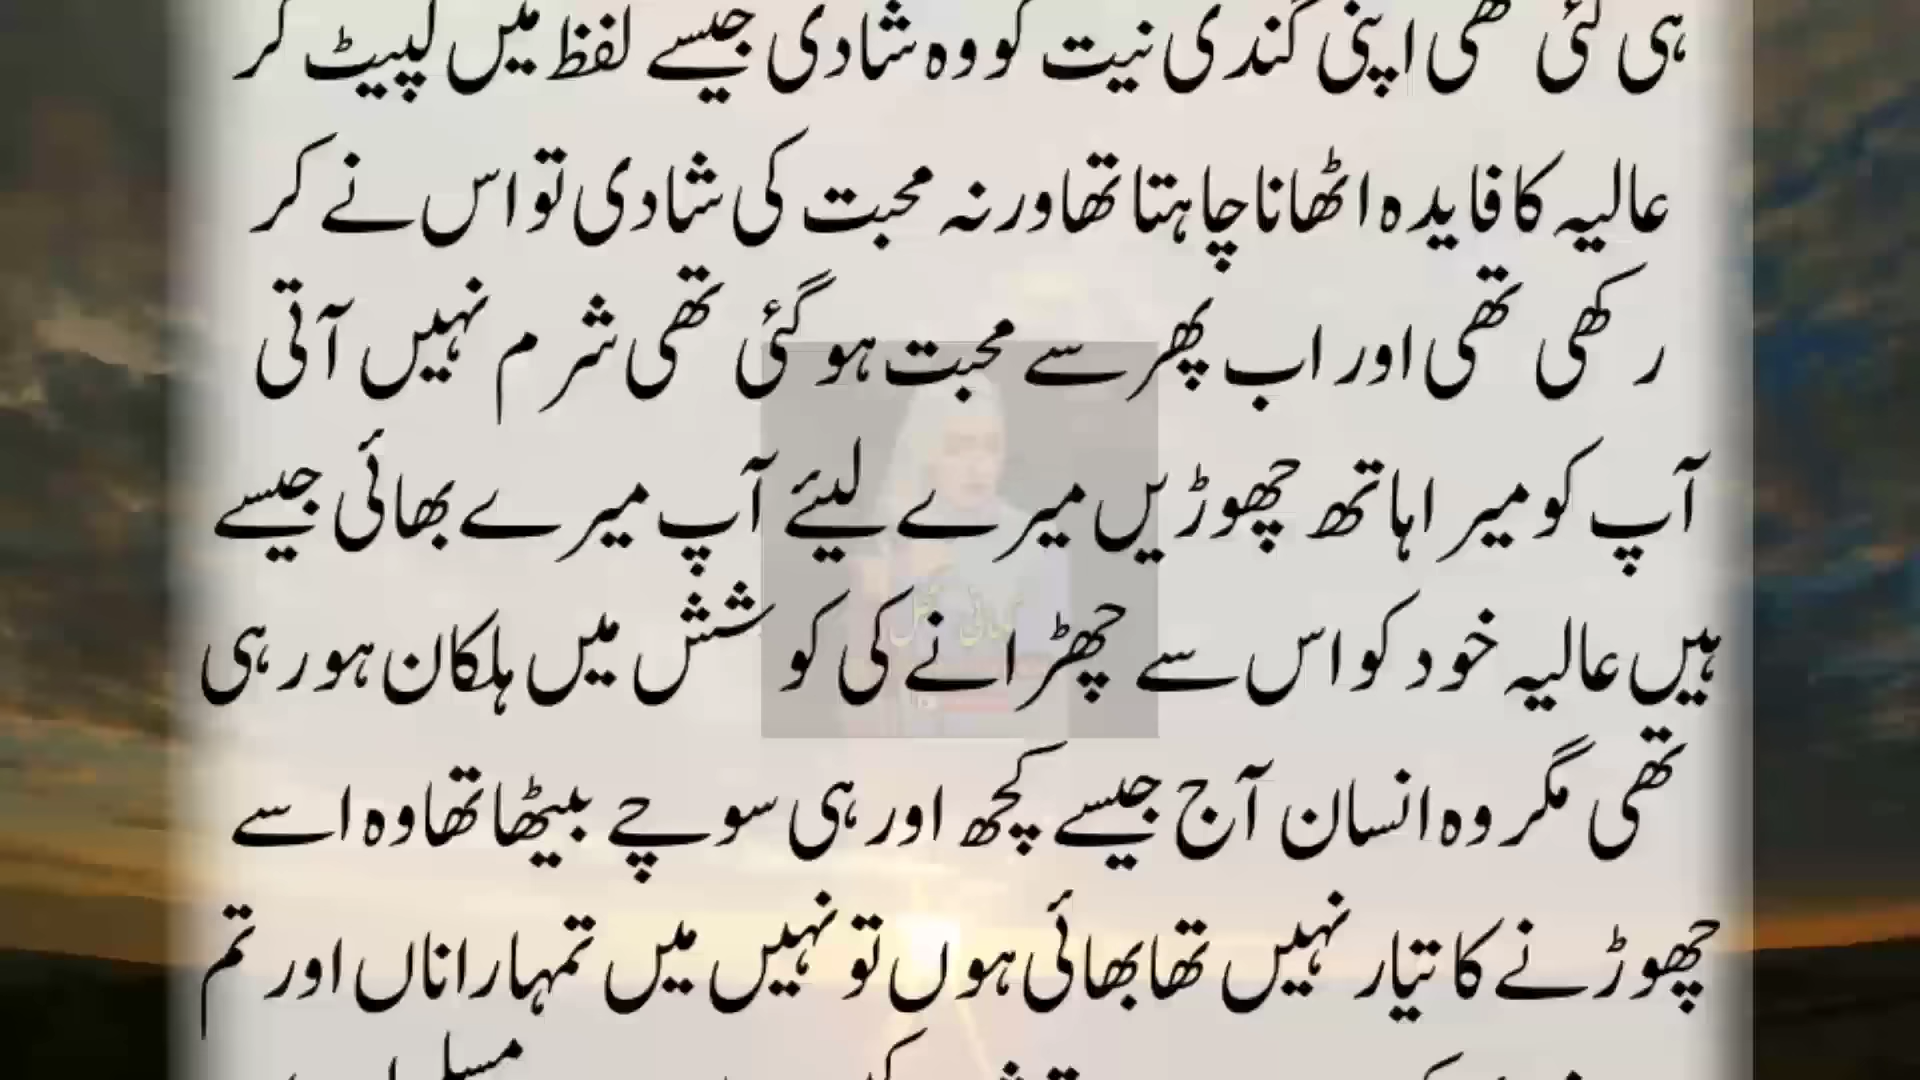 ہی گئی تھی اپنی گندی نیت کو وہ شادی جیسے لفظ میں لپیٹ کر
عالیہ کا فایدہ اٹھانا چاہتا تھا ورنہ محبت کی شادی تو اس نے کر
رکھی تھی اور اب پھر سے محبت ہو گئی تھی شرم نہیں آتی
آپ کو میرا ہاتھ چھوڑیں میرے لیئے آپ میرے بھائی جیسے
ہیں عالیہ خود کو اس سے چھڑانے کی کوشش میں ہلکان ہو رہی
تھی مگر وہ انسان آج جیسے کچھ اور ہی سوچے بیٹھا تھا وہ اسے
چھوڑنے کا تیار نہیں تھا بھائی ہوں تو نہیں میں تمہارا ناں اور تم